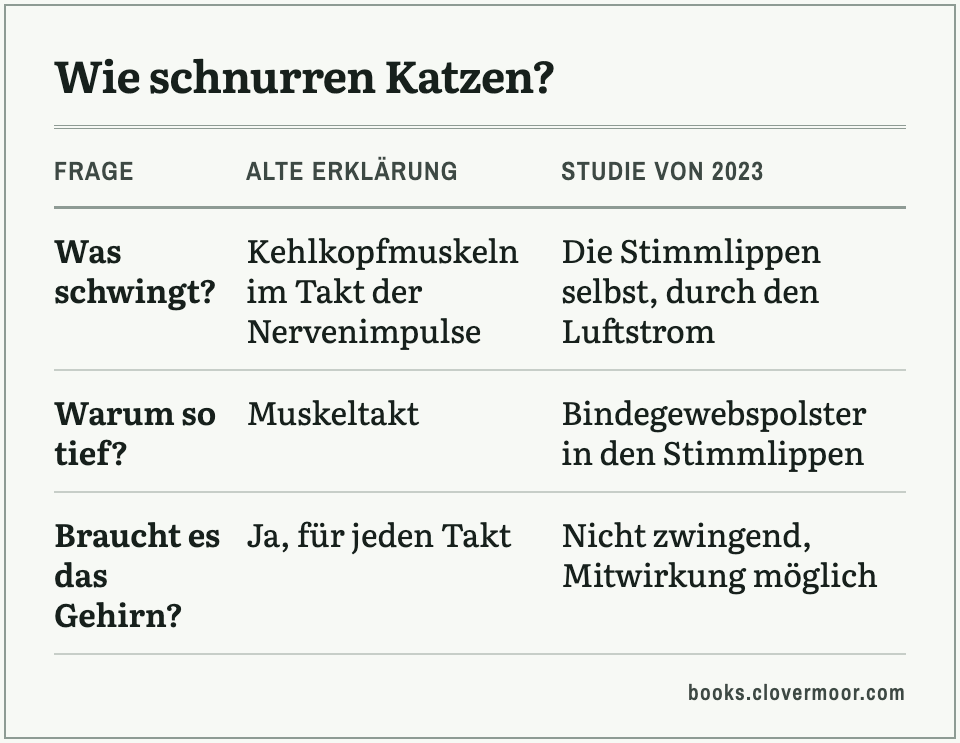 Wie schnurren Katzen?
FRAGE ALTE ERKLÄRUNG STUDIE VON 2023
Was Kehlkopfmuskeln Die Stimmlippen
schwingt? im Takt der selbst, durch den
Nervenimpulse Luftstrom
Warum so Muskeltakt Bindegewebspolster
tief? in den Stimmlippen
Braucht es Ja, für jeden Takt Nicht zwingend,
das Mitwirkung möglich
Gehirn?
books.clovermoor.com